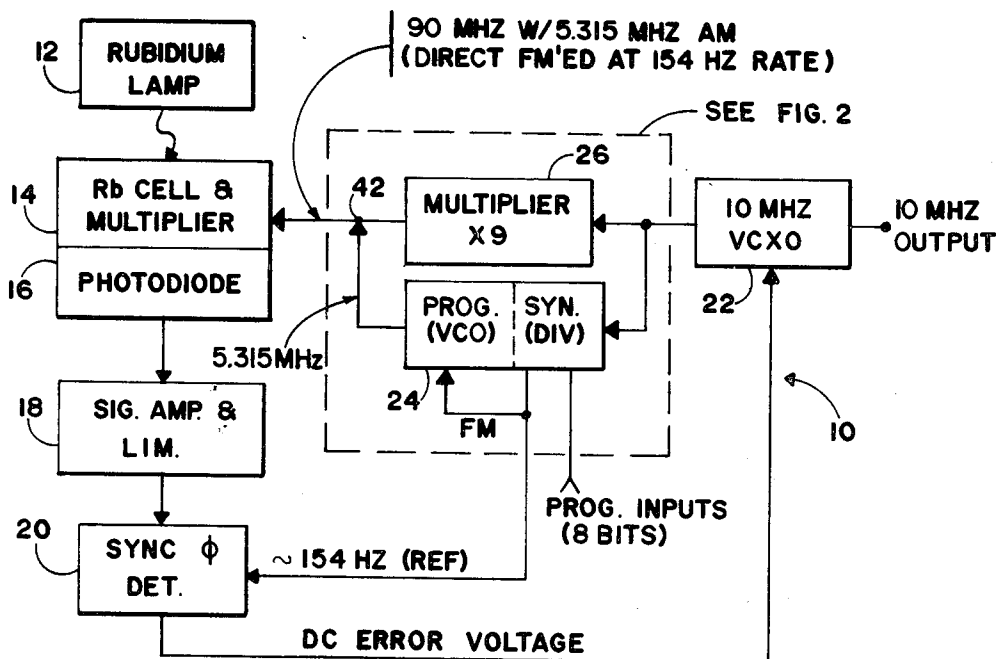 90 MHZ W/5.315 MHZ AM
(DIRECT FM'ED AT 154 HZ RATE)
12
RUBIDIUM
LAMP
SEE FIG. 2
14
Rb CELL &
MULTIPLIER
42
26
MULTIPLIER
X9
10 MHZ
VCXO
10 MHZ
OUTPUT
16
PHOTODIODE
22
PROG.
(VCO)
SYN.
(DIV)
5.315MHz
24
FM
10
18
SIG. AMP. &
LIM.
PROG. INPUTS
(8 BITS)
20
SYNC ϕ
DET.
~ 154 HZ (REF)
DC ERROR VOLTAGE